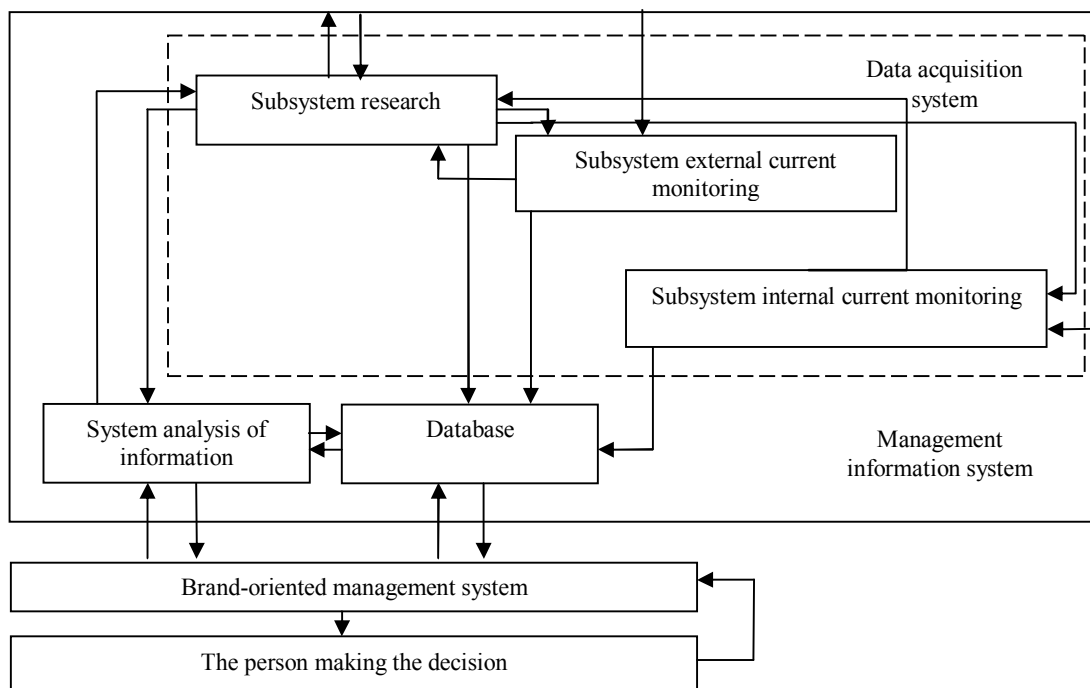 Data acquisition
system
Subsystem research
Subsystem external current
monitoring
Subsystem internal current monitoring
System analysis of
information
Database
Management
information system
Brand-oriented management system
The person making the decision